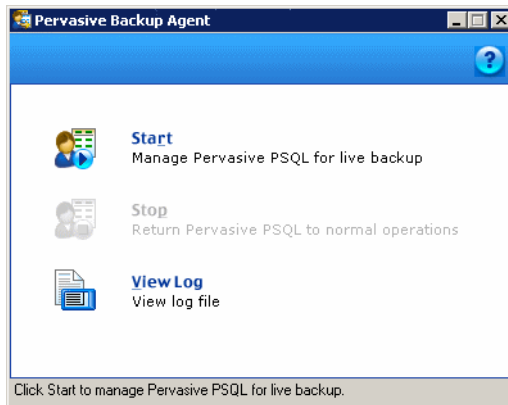 Pervasive Backup Agent
?
Start
Manage Pervasive PSQL for live backup
Stop
Return Pervasive PSQL to normal operations
View Log
View log file
Click Start to manage Pervasive PSQL for live backup.